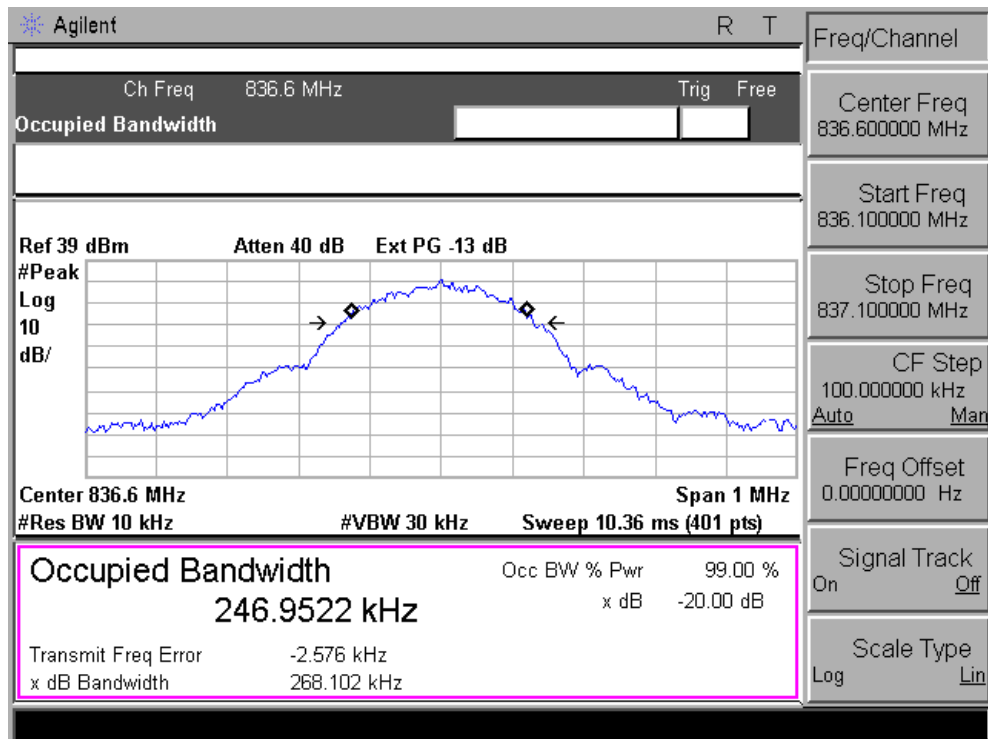 Agilent R T
Ch Freq 836.6 MHz Trig Free
Occupied Bandwidth
Ref 39 dBm Atten 40 dB Ext PG -13 dB
#Peak
Log
10
dB/
Center 836.6 MHz Span 1 MHz
#Res BW 10 kHz #VBW 30 kHz Sweep 10.36 ms (401 pts)
Occupied Bandwidth Occ BW % Pwr 99.00 %
246.9522 kHz x dB -20.00 dB
Transmit Freq Error -2.576 kHz
x dB Bandwidth 268.102 kHz
Freq/Channel
Center Freq
836.600000 MHz
Start Freq
836.100000 MHz
Stop Freq
837.100000 MHz
CF Step
100.000000 kHz
Auto Man
Freq Offset
0.00000000 Hz
Signal Track
On Off
Scale Type
Log Lin